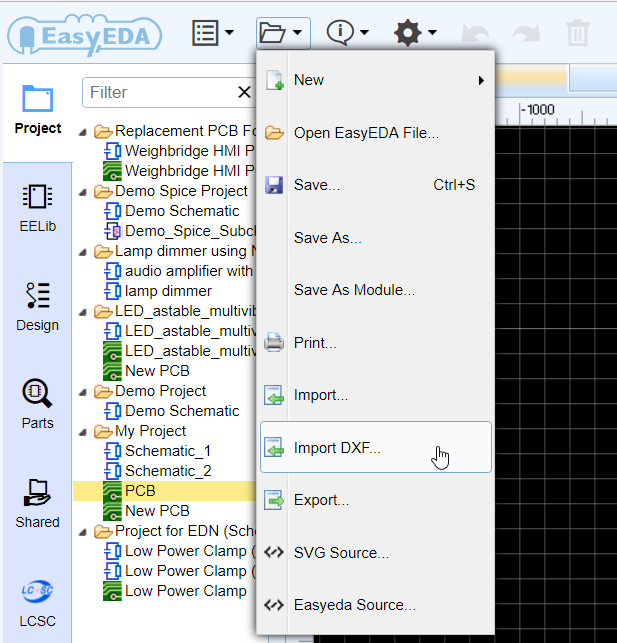 EasyEDA
Filter
-1000
Project
EELib
Design
Parts
Shared
LCSC
LCSC
Replacement PCB Fo
Weighbridge HMI P
Weighbridge HMI P
Demo Spice Project
Demo Schematic
Demo_Spice_Subc
Lamp dimmer using
audio amplifier with
lamp dimmer
LED_astable_multivib
LED_astable_multiv
LED_astable_multiv
New PCB
Demo Project
Demo Schematic
My Project
Schematic_1
Schematic_2
PCB
New PCB
Project for EDN (Sch
Low Power Clamp (
Low Power Clamp (
Low Power Clamp
New
Open EasyEDA File...
Save... Ctrl+S
Save As...
Save As Module...
Print...
Import...
Import DXF...
Export...
SVG Source...
Easyeda Source...